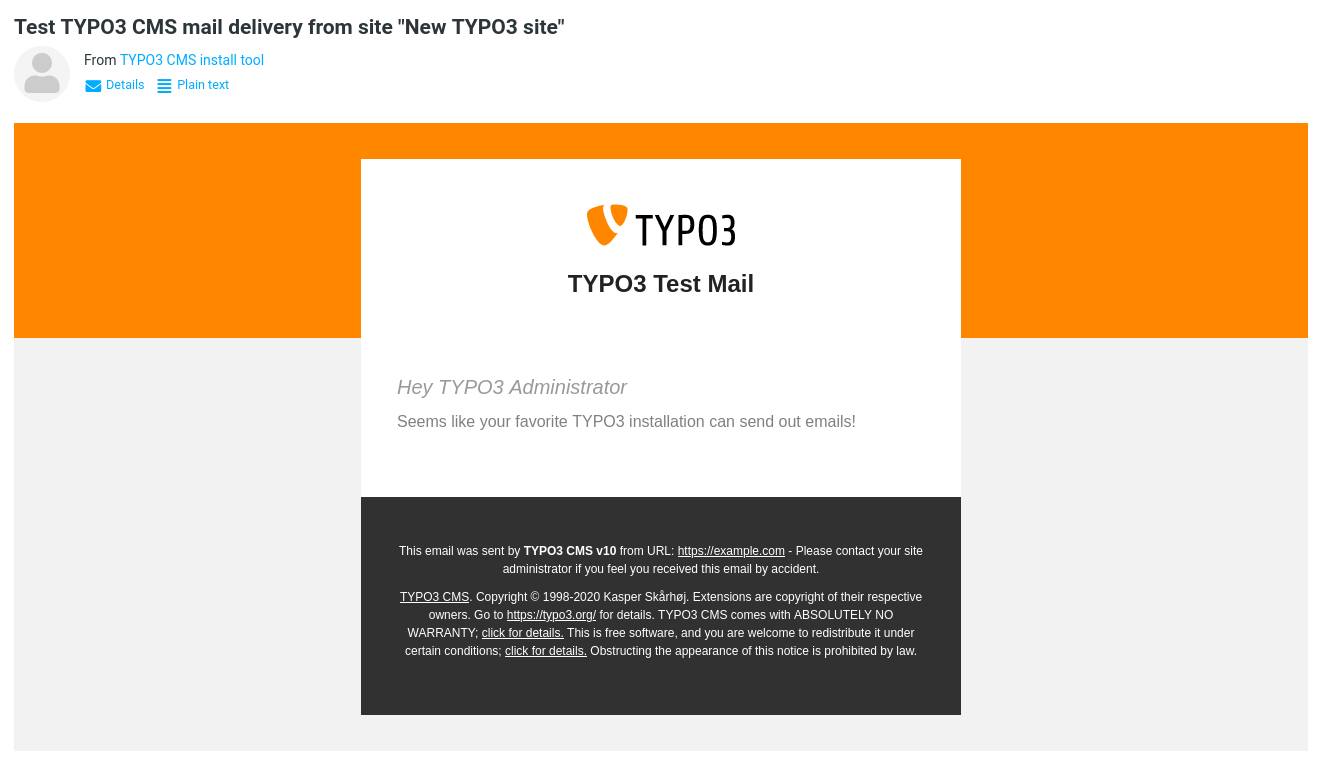 Test TYPO3 CMS mail delivery from site "New TYPO3 site"
From TYPO3 CMS install tool
Details Plain text
TYPO3
TYPO3 Test Mail
Hey TYPO3 Administrator
Seems like your favorite TYPO3 installation can send out emails!
This email was sent by TYPO3 CMS v10 from URL: https://example.com - Please contact your site
administrator if you feel you received this email by accident.
TYPO3 CMS. Copyright © 1998-2020 Kasper Skårhøj. Extensions are copyright of their respective
owners. Go to https://typo3.org/ for details. TYPO3 CMS comes with ABSOLUTELY NO
WARRANTY; click for details. This is free software, and you are welcome to redistribute it under
certain conditions; click for details. Obstructing the appearance of this notice is prohibited by law.